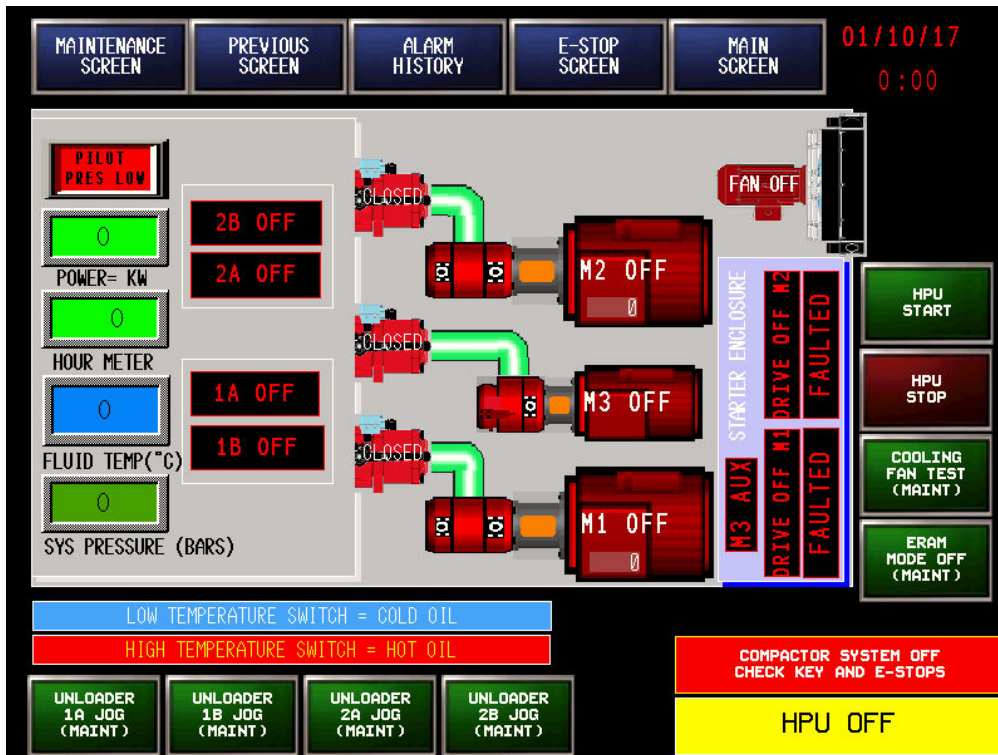 MAINTENANCE
SCREEN
PREVIOUS
SCREEN
ALARM
HISTORY
E-STOP
SCREEN
MAIN
SCREEN
01/10/17
0:00
PILOT
PRES LOW
0
POWER= KW
0
HOUR METER
0
FLUID TEMP(°C)
0
SYS PRESSURE (BARS)
2B OFF
2A OFF
1A OFF
1B OFF
CLOSED
M2 OFF
0
CLOSED
M3 OFF
CLOSED
M1 OFF
0
FAN OFF
STARTER ENCLOSURE
M3 AUX
DRIVE OFF M2
FAULTED
DRIVE OFF M1
FAULTED
HPU
START
HPU
STOP
COOLING
FAN TEST
(MAINT)
ERAM
MODE OFF
(MAINT)
LOW TEMPERATURE SWITCH = COLD OIL
HIGH TEMPERATURE SWITCH = HOT OIL
UNLOADER
1A JOG
(MAINT)
UNLOADER
1B JOG
(MAINT)
UNLOADER
2A JOG
(MAINT)
UNLOADER
2B JOG
(MAINT)
COMPACTOR SYSTEM OFF
CHECK KEY AND E-STOPS
HPU OFF